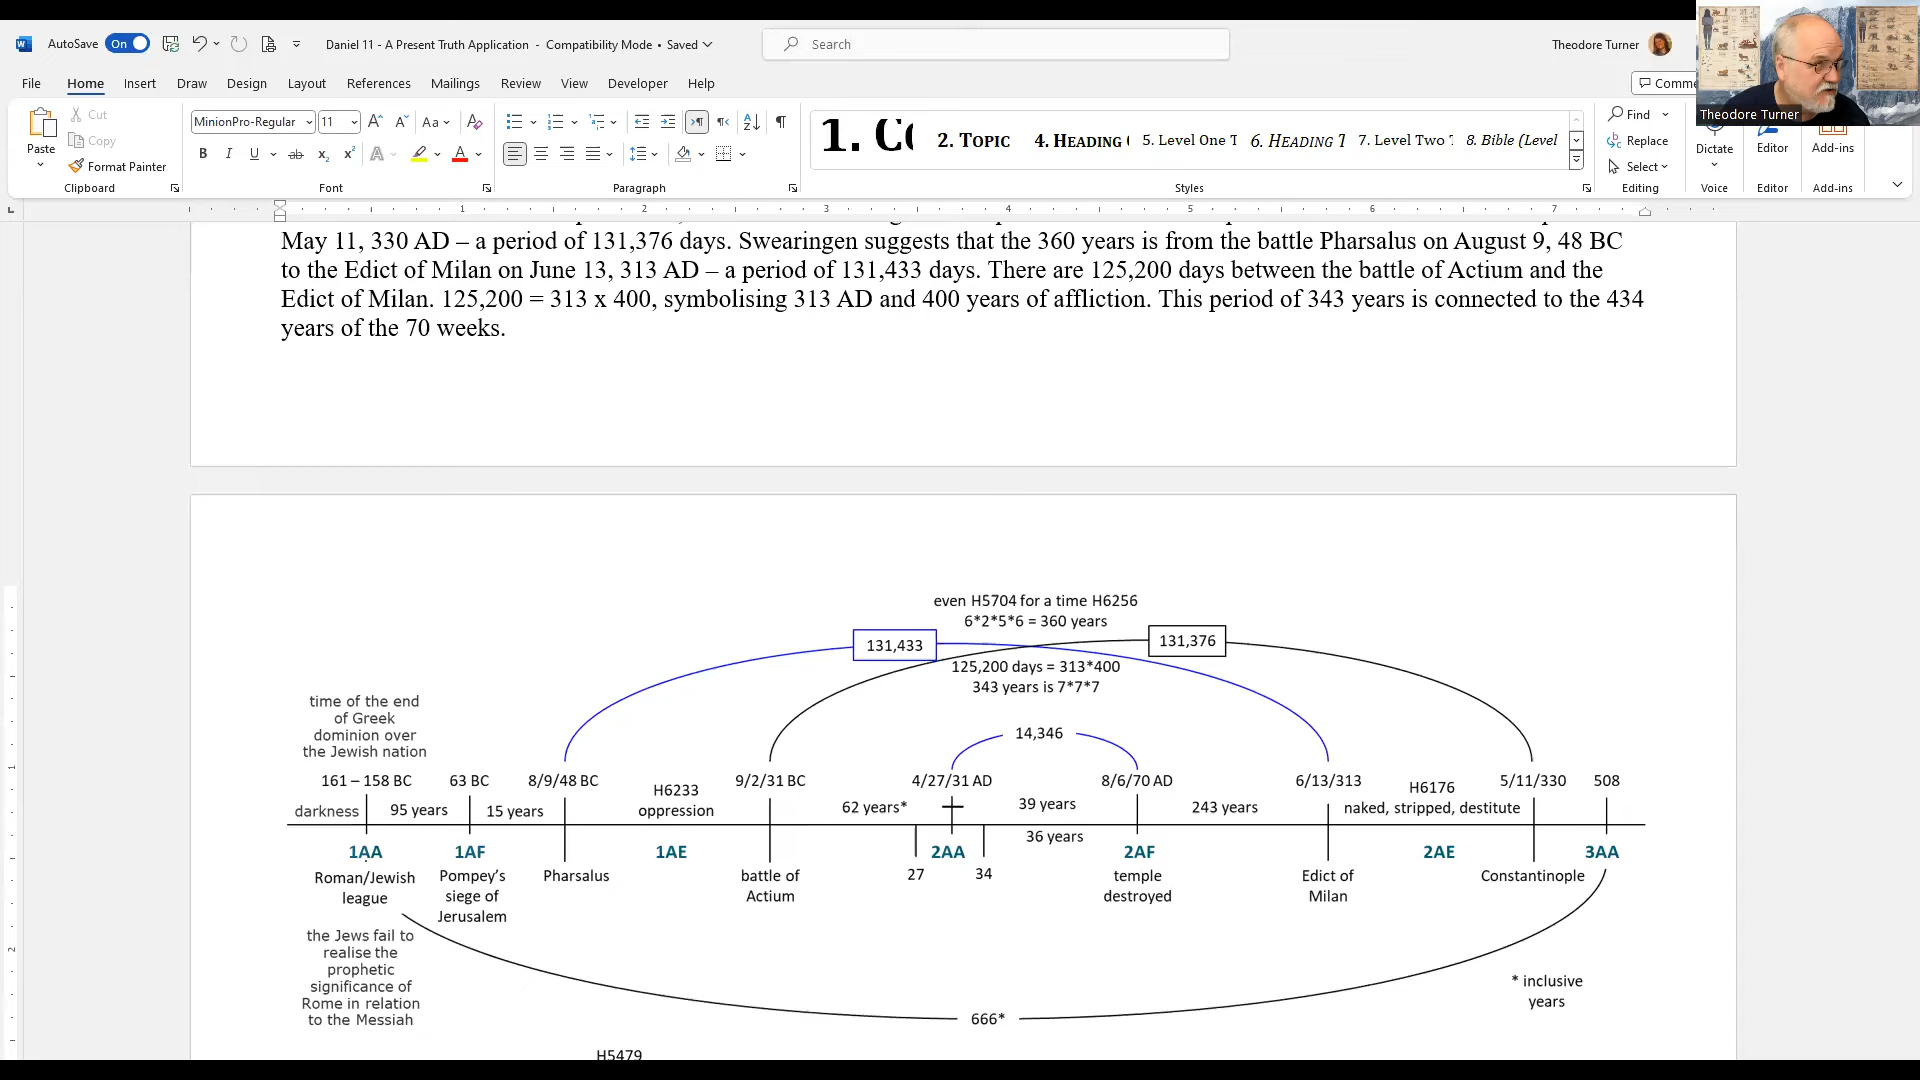 AutoSave On
Daniel 11 - A Present Truth Application - Compatibility Mode • Saved
Search
Theodore Turner
File Home Insert Draw Design Layout References Mailings Review View Developer Help
Paste
Cut
Copy
Format Painter
Clipboard
MinionPro-Regular 11
Font
Paragraph
2. TOPIC
5. Level One
7. Level Two
8. Bible (Level
Styles
Find
Replace
Select
Editing
Dictate
Voice
Editor
Editor
Add-ins
Add-ins
Theodore Turner
1 2 3 4 5 6 7
May 11, 330 AD – a period of 131,376 days. Swearingen suggests that the 360 years is from the battle Pharsalus on August 9, 48 BC
to the Edict of Milan on June 13, 313 AD – a period of 131,433 days. There are 125,200 days between the battle of Actium and the
Edict of Milan. 125,200 = 313 x 400, symbolising 313 AD and 400 years of affliction. This period of 343 years is connected to the 434
years of the 70 weeks.
even H5704 for a time H6256
6*2*5*6 = 360 years
131,433
131,376
125,200 days = 313*400
343 years is 7*7*7
14,346
time of the end
of Greek
dominion over
the Jewish nation
161 – 158 BC 63 BC 8/9/48 BC 9/2/31 BC 4/27/31 AD 8/6/70 AD 6/13/313 5/11/330 508
darkness 95 years 15 years
H6233
oppression
62 years*
39 years
36 years
243 years
H6176
naked, stripped, destitute
1AA 1AF 1AE 2AA 2AF 2AE 3AA
27 34
Roman/Jewish
league
Pompey's
siege of
Jerusalem
Pharsalus
battle of
Actium
temple
destroyed
Edict of
Milan
Constantinople
the Jews fail to
realise the
prophetic
significance of
Rome in relation
to the Messiah
* inclusive
years
666*
H5479